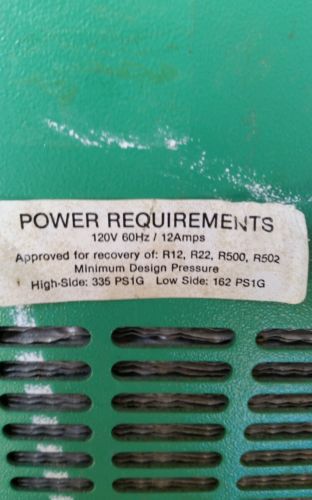 POWER REQUIREMENTS
120V 60Hz / 12Amps
Approved for recovery of: R12, R22, R500, R502
Minimum Design Pressure
High-Side: 335 PS1G Low Side: 162 PS1G